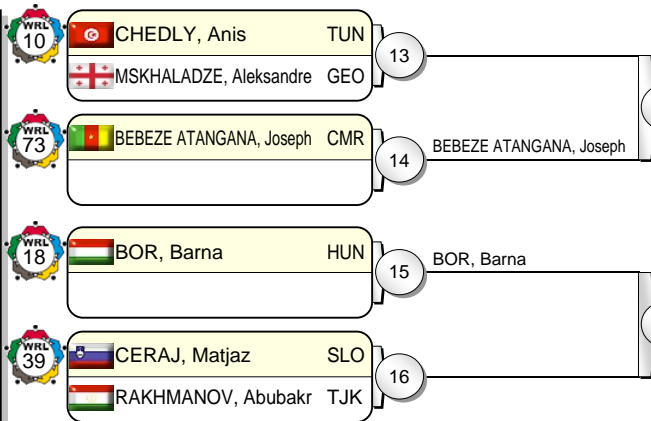 WRL
10
CHEDLY, Anis TUN
MSKHALADZE, Aleksandre GEO
13
WRL
73
BEBEZE ATANGANA, Joseph CMR
14
BEBEZE ATANGANA, Joseph
WRL
18
BOR, Barna HUN
15
BOR, Barna
WRL
39
CERAJ, Matjaz SLO
RAKHMANOV, Abubakr TJK
16